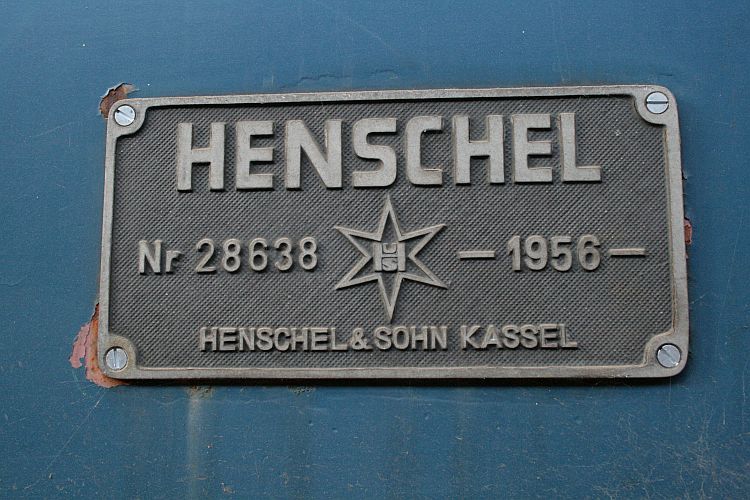 HENSCHEL
Nr 28638 — 1956 —
HENSCHEL & SOHN KASSEL